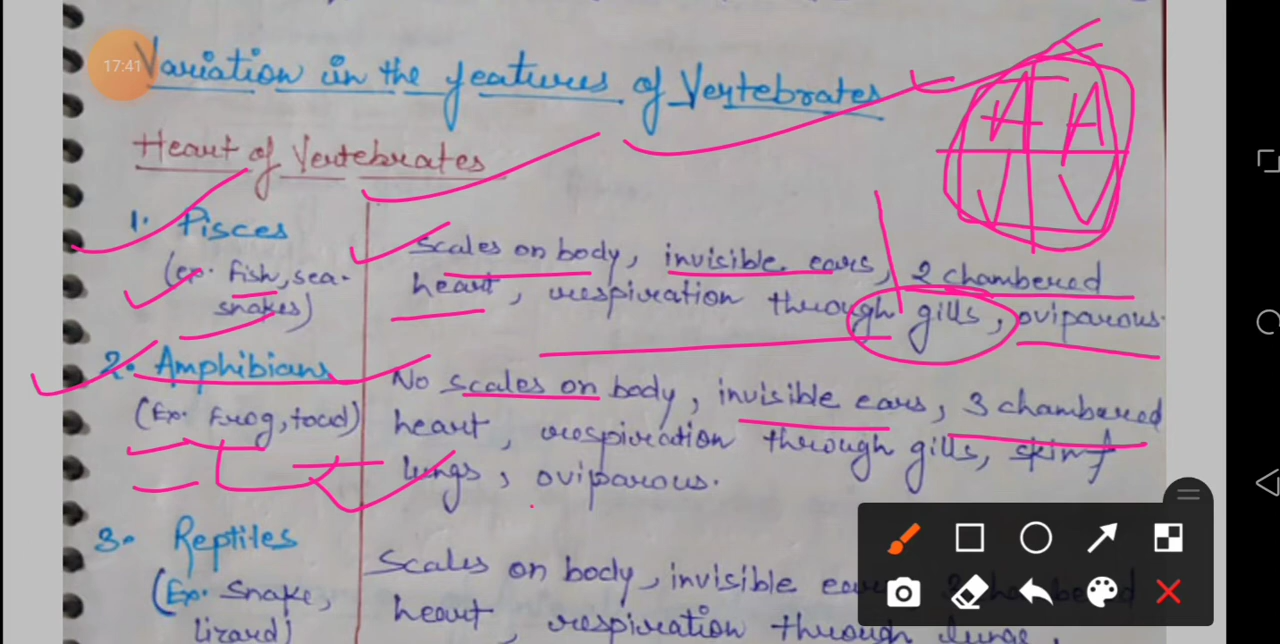 17:41
Variation in the features of Vertebrates
Heart of Vertebrates
1. Pisces
(ex. fish, sea-
snakes)
Scales on body, invisible ears, 2 chambered
heart, respiration through gills, oviparous.
2. Amphibians
(Ex. Frog, toad)
No scales on body, invisible ears, 3 chambered
heart, respiration through gills, skin &
lungs, oviparous.
3. Reptiles
(Ex. Snake,
lizard)
Scales on body, invisible
heart, respiration through lungs,
A A
V V